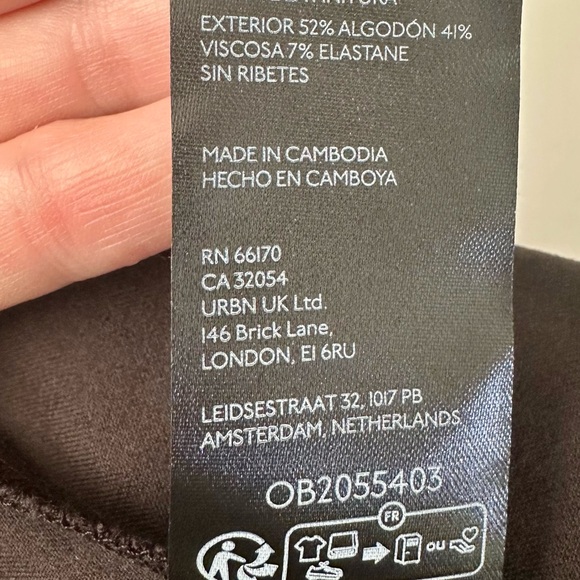 EXTERIOR 52% ALGODÓN 41%
VISCOSA 7% ELASTANE
SIN RIBETES
MADE IN CAMBODIA
HECHO EN CAMBOYA
RN 66170
CA 32054
URBN UK Ltd.
146 Brick Lane,
LONDON, E1 6RU
LEIDSESTRAAT 32, 1017 PB
AMSTERDAM, NETHERLANDS
OB2055403
FR
OU